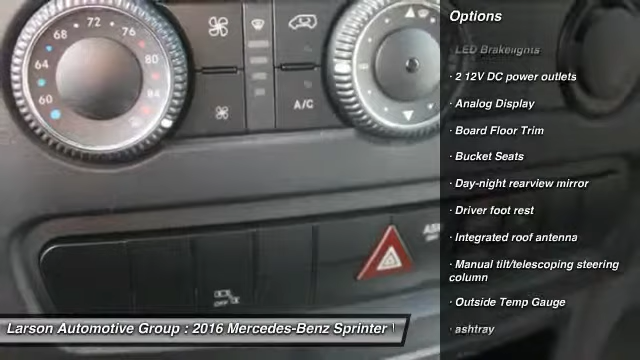 Options
· LED Brakelights
· 2 12V DC power outlets
· Analog Display
· Board Floor Trim
· Bucket Seats
· Day-night rearview mirror
· Driver foot rest
· Integrated roof antenna
· Manual tilt/telescoping steering
column
· Outside Temp Gauge
· ashtray
68
72
76
64
80
60
84
A/C
Larson Automotive Group : 2016 Mercedes-Benz Sprinter